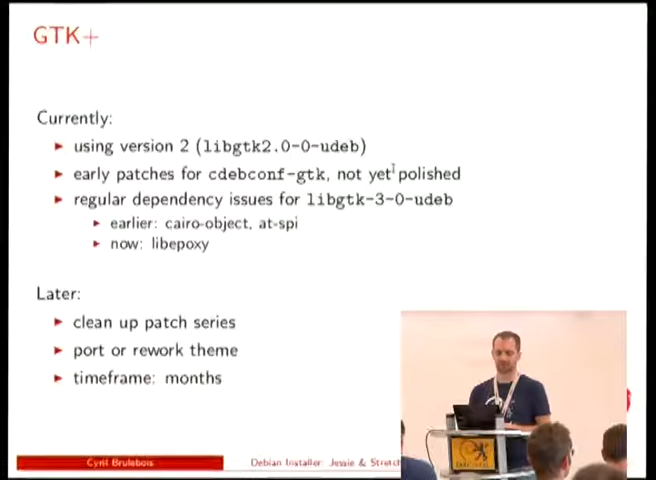 GTK+
Currently:
using version 2 (libgtk2.0-0-udeb)
early patches for cdebconf-gtk, not yet polished
regular dependency issues for libgtk-3-0-udeb
earlier: cairo-object, at-spi
now: libepoxy
Later:
clean up patch series
port or rework theme
timeframe: months
Cyril Brulebois
Debian Installer: Jessie & Stretch